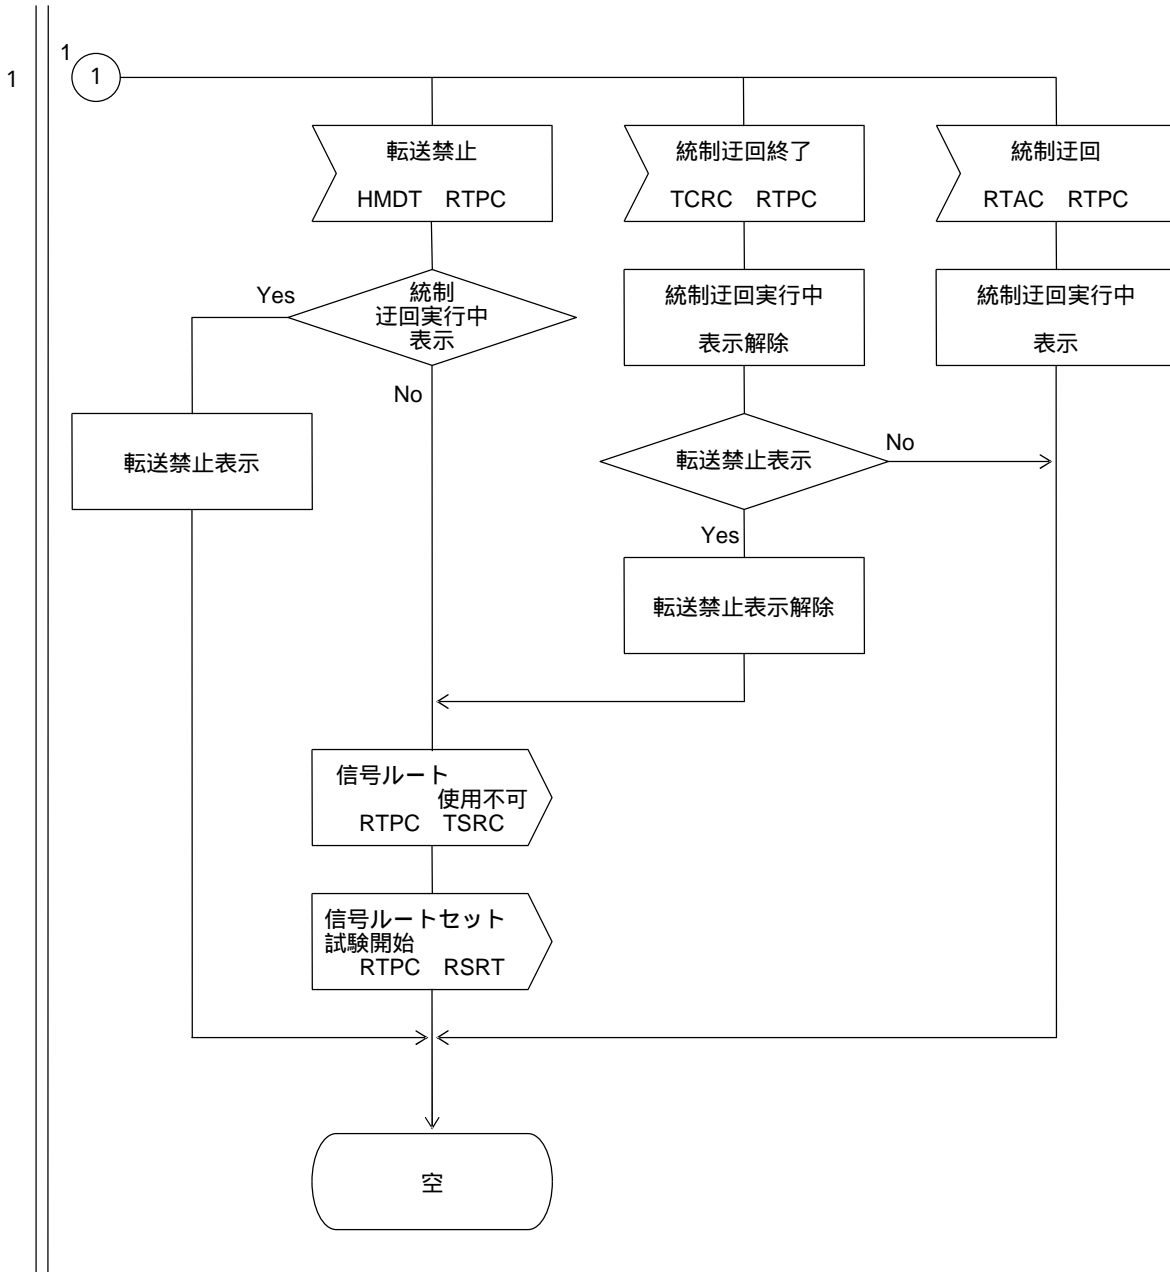 1
1
1
転送禁止
HMDT RTPC
統制迂回終了
TCRC RTPC
統制迂回
RTAC RTPC
Yes
統制
迂回実行中
表示
No
統制迂回実行中
表示解除
統制迂回実行中
表示
転送禁止表示
転送禁止表示
No
Yes
転送禁止表示解除
信号ルート
使用不可
RTPC TSRC
信号ルートセット
試験開始
RTPC RSRT
空